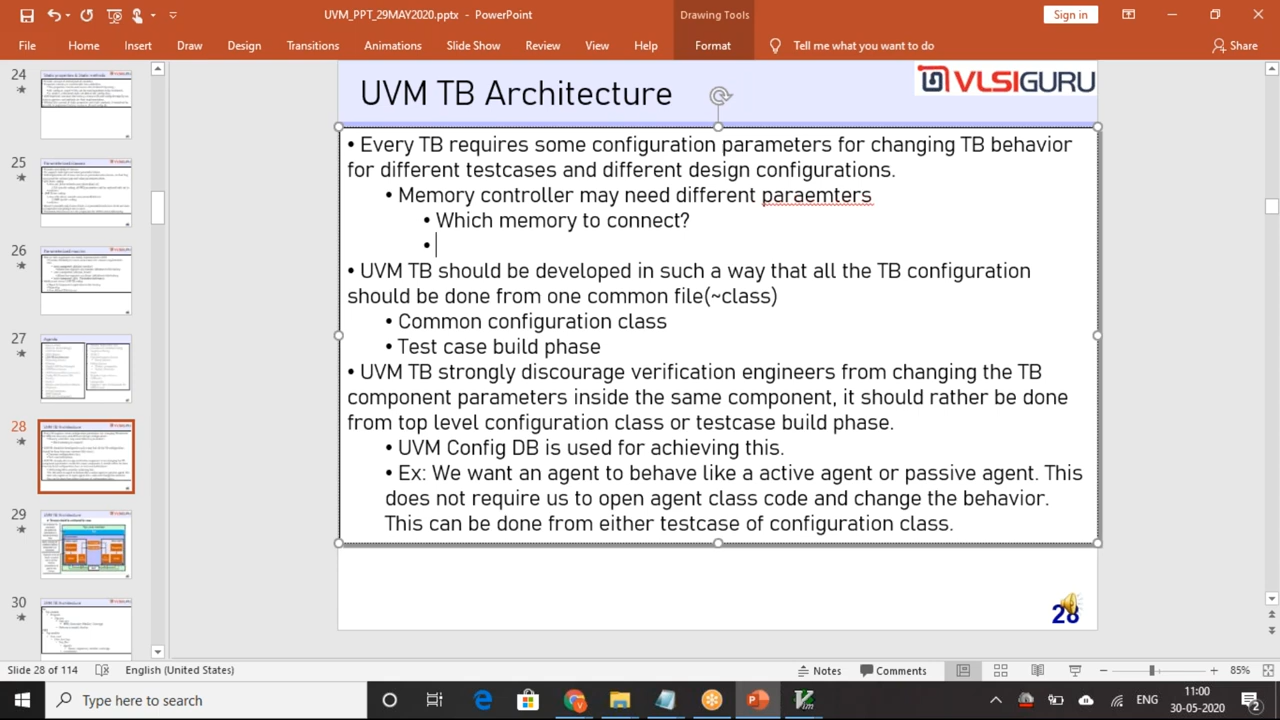 UVM_PPT_29MAY2020.pptx - PowerPoint
Drawing Tools
Sign in
File
Home
Insert
Draw
Design
Transitions
Animations
Slide Show
Review
View
Help
Format
Tell me what you want to do
Share
24
25
26
27
28
29
30
UVM TB Architecture
VLSIGURU
• Every TB requires some configuration parameters for changing TB behavior
for different testcases and different design configurations.
• Memory controller may need different paraemters
• Which memory to connect?
•
• UVM TB should be developed in such a way that all the TB configuration
should be done from one common file(~class)
• Common configuration class
• Test case build phase
• UVM TB strongly discourage verification engineers from changing the TB
component parameters inside the same component, it should rather be done
from top level configuration class or testcase build phase.
• UVM Config DB is used for achieving this.
• Ex: We want an agent to behave like a active agent or passive agent. This
does not require us to open agent class code and change the behavior.
This can be done from either testcase of configuration class.
28
Slide 28 of 114
English (United States)
Notes
Comments
85%
Type here to search
ENG
11:00
30-05-2020
2